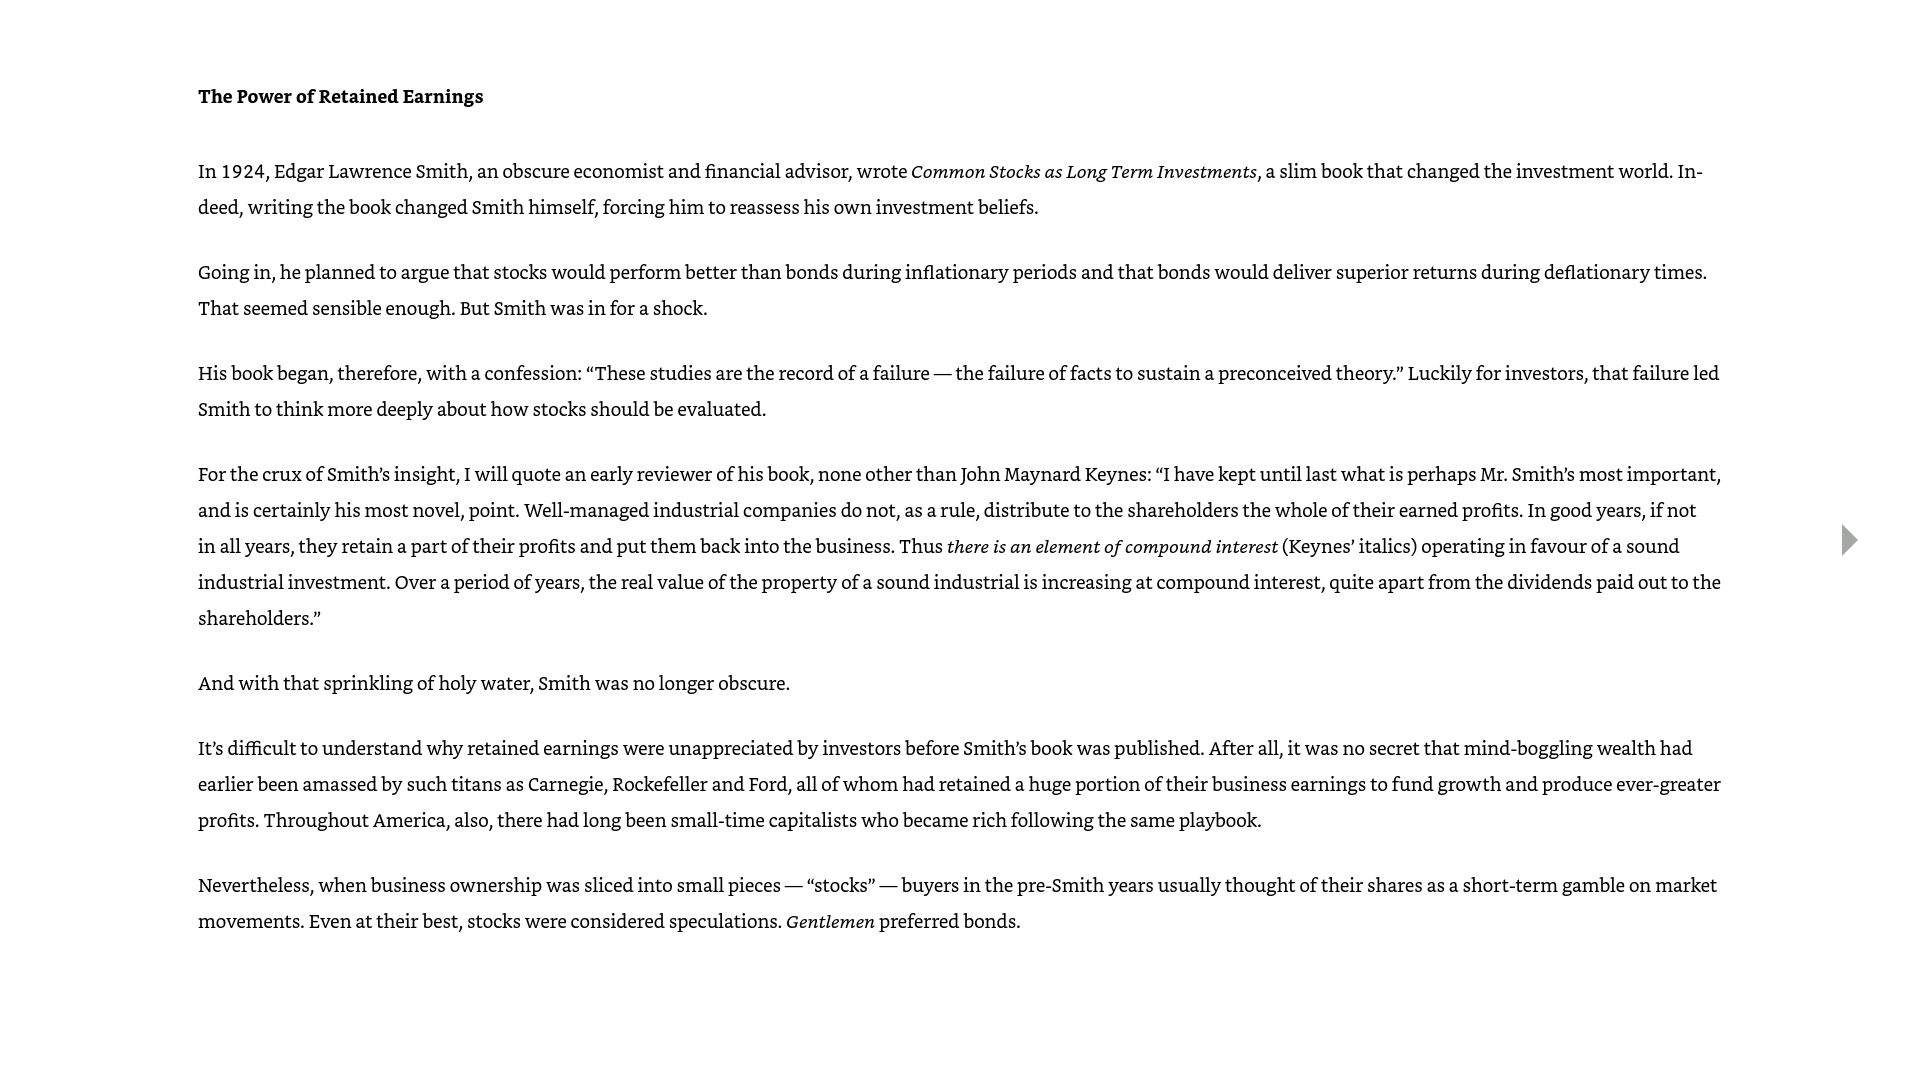 The Power of Retained Earnings
In 1924, Edgar Lawrence Smith, an obscure economist and financial advisor, wrote Common Stocks as Long Term Investments, a slim book that changed the investment world. In-
deed, writing the book changed Smith himself, forcing him to reassess his own investment beliefs.
Going in, he planned to argue that stocks would perform better than bonds during inflationary periods and that bonds would deliver superior returns during deflationary times.
That seemed sensible enough. But Smith was in for a shock.
His book began, therefore, with a confession: “These studies are the record of a failure — the failure of facts to sustain a preconceived theory.” Luckily for investors, that failure led
Smith to think more deeply about how stocks should be evaluated.
For the crux of Smith’s insight, I will quote an early reviewer of his book, none other than John Maynard Keynes: “I have kept until last what is perhaps Mr. Smith’s most important,
and is certainly his most novel, point. Well-managed industrial companies do not, as a rule, distribute to the shareholders the whole of their earned profits. In good years, if not
in all years, they retain a part of their profits and put them back into the business. Thus there is an element of compound interest (Keynes’ italics) operating in favour of a sound
industrial investment. Over a period of years, the real value of the property of a sound industrial is increasing at compound interest, quite apart from the dividends paid out to the
shareholders.”
And with that sprinkling of holy water, Smith was no longer obscure.
It’s difficult to understand why retained earnings were unappreciated by investors before Smith’s book was published. After all, it was no secret that mind-boggling wealth had
earlier been amassed by such titans as Carnegie, Rockefeller and Ford, all of whom had retained a huge portion of their business earnings to fund growth and produce ever-greater
profits. Throughout America, also, there had long been small-time capitalists who became rich following the same playbook.
Nevertheless, when business ownership was sliced into small pieces — “stocks” — buyers in the pre-Smith years usually thought of their shares as a short-term gamble on market
movements. Even at their best, stocks were considered speculations. Gentlemen preferred bonds.